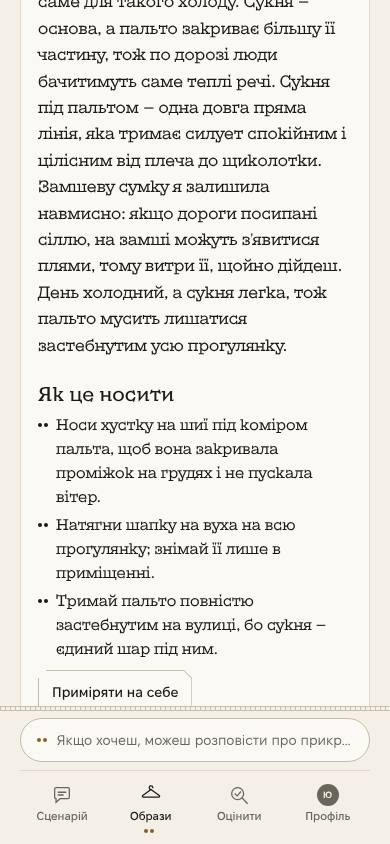 саме для такого холоду. Сукня –
основа, а пальто закриває більшу її
частину, тож по дорозі люди
бачитимуть саме теплі речі. Сукня
під пальтом – одна довга пряма
лінія, яка тримає силует спокійним і
цілісним від плеча до щиколотки.
Замшеву сумку я залишила
навмисно: якщо дороги посипані
сіллю, на замші можуть з'явитися
плями, тому витри її, щойно дійдеш.
День холодний, а сукня легка, тож
пальто мусить лишатися
застебнутим усю прогулянку.
Як це носити
•• Носи хустку на шиї під коміром
пальта, щоб вона закривала
проміжок на грудях і не пускала
вітер.
•• Натягни шапку на вуха на всю
прогулянку; знімай її лише в
приміщенні.
•• Тримай пальто повністю
застебнутим на вулиці, бо сукня –
єдиний шар під ним.
Приміряти на себе
•• Якщо хочеш, можеш розповісти про прикр...
Сценарій
Образи
Оцінити
Ю
Профіль